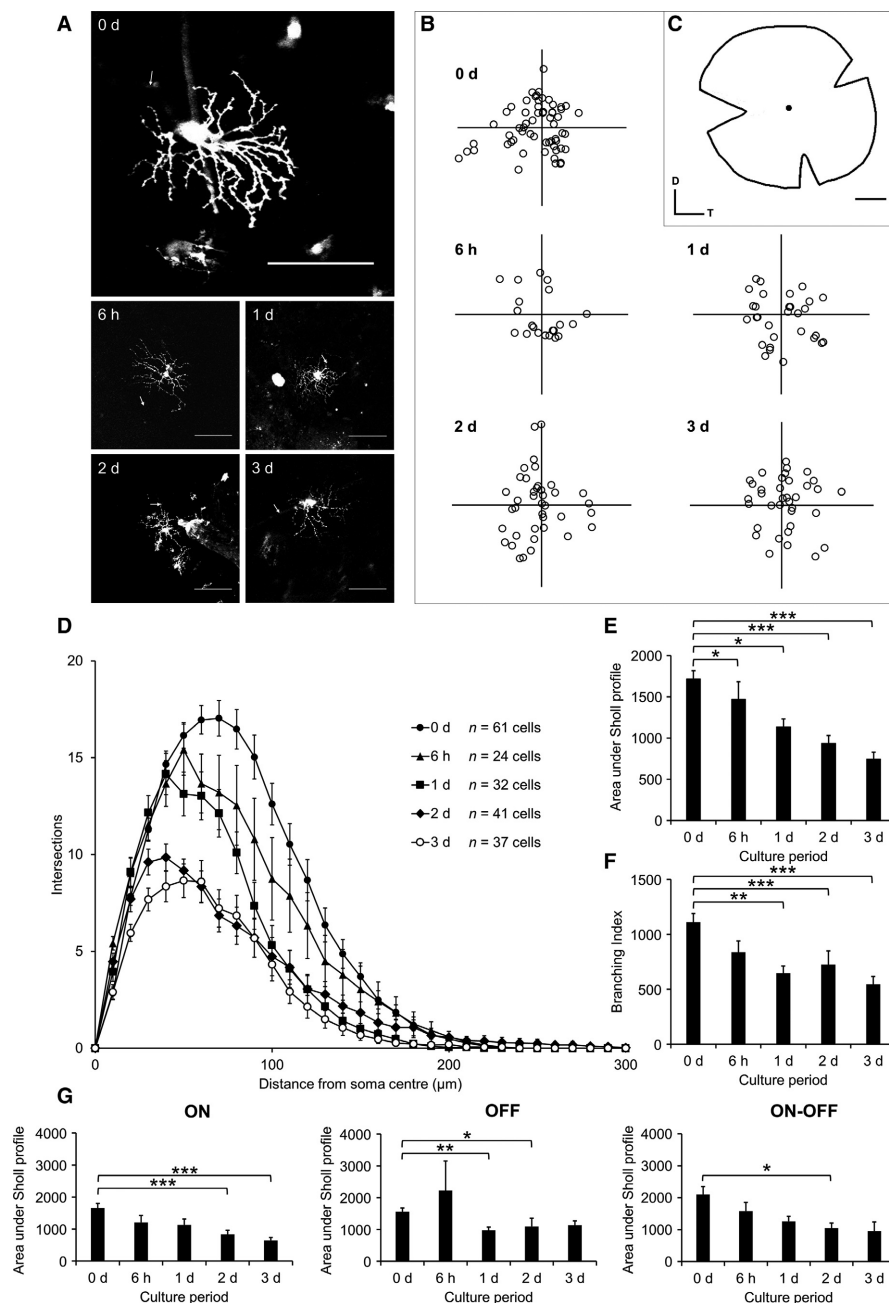 A
0 d
6 h
1 d
2 d
3 d
B
0 d
6 h
1 d
2 d
3 d
C
D
T
D
20
15
10
5
0
Intersections
0
100
200
300
Distance from soma centre (µm)
0 d n = 61 cells
6 h n = 24 cells
1 d n = 32 cells
2 d n = 41 cells
3 d n = 37 cells
E
***
***
*
*
2000
1500
1000
500
0
Area under Sholl profile
0 d 6 h 1 d 2 d 3 d
Culture period
F
***
***
**
1500
1000
500
0
Branching Index
0 d 6 h 1 d 2 d 3 d
Culture period
G
ON
***
***
4000
3000
2000
1000
0
Area under Sholl profile
0 d 6 h 1 d 2 d 3 d
Culture period
OFF
*
**
4000
3000
2000
1000
0
Area under Sholl profile
0 d 6 h 1 d 2 d 3 d
Culture period
ON-OFF
*
4000
3000
2000
1000
0
Area under Sholl profile
0 d 6 h 1 d 2 d 3 d
Culture period